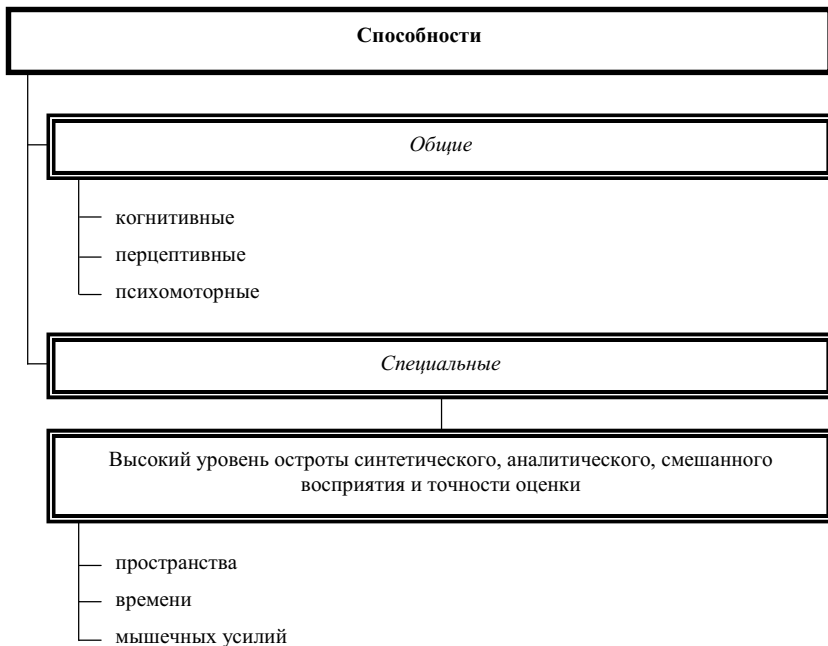 Способности
Общие
когнитивные
перцептивные
психомоторные
Специальные
Высокий уровень остроты синтетического, аналитического, смешанного
восприятия и точности оценки
пространства
времени
мышечных усилий